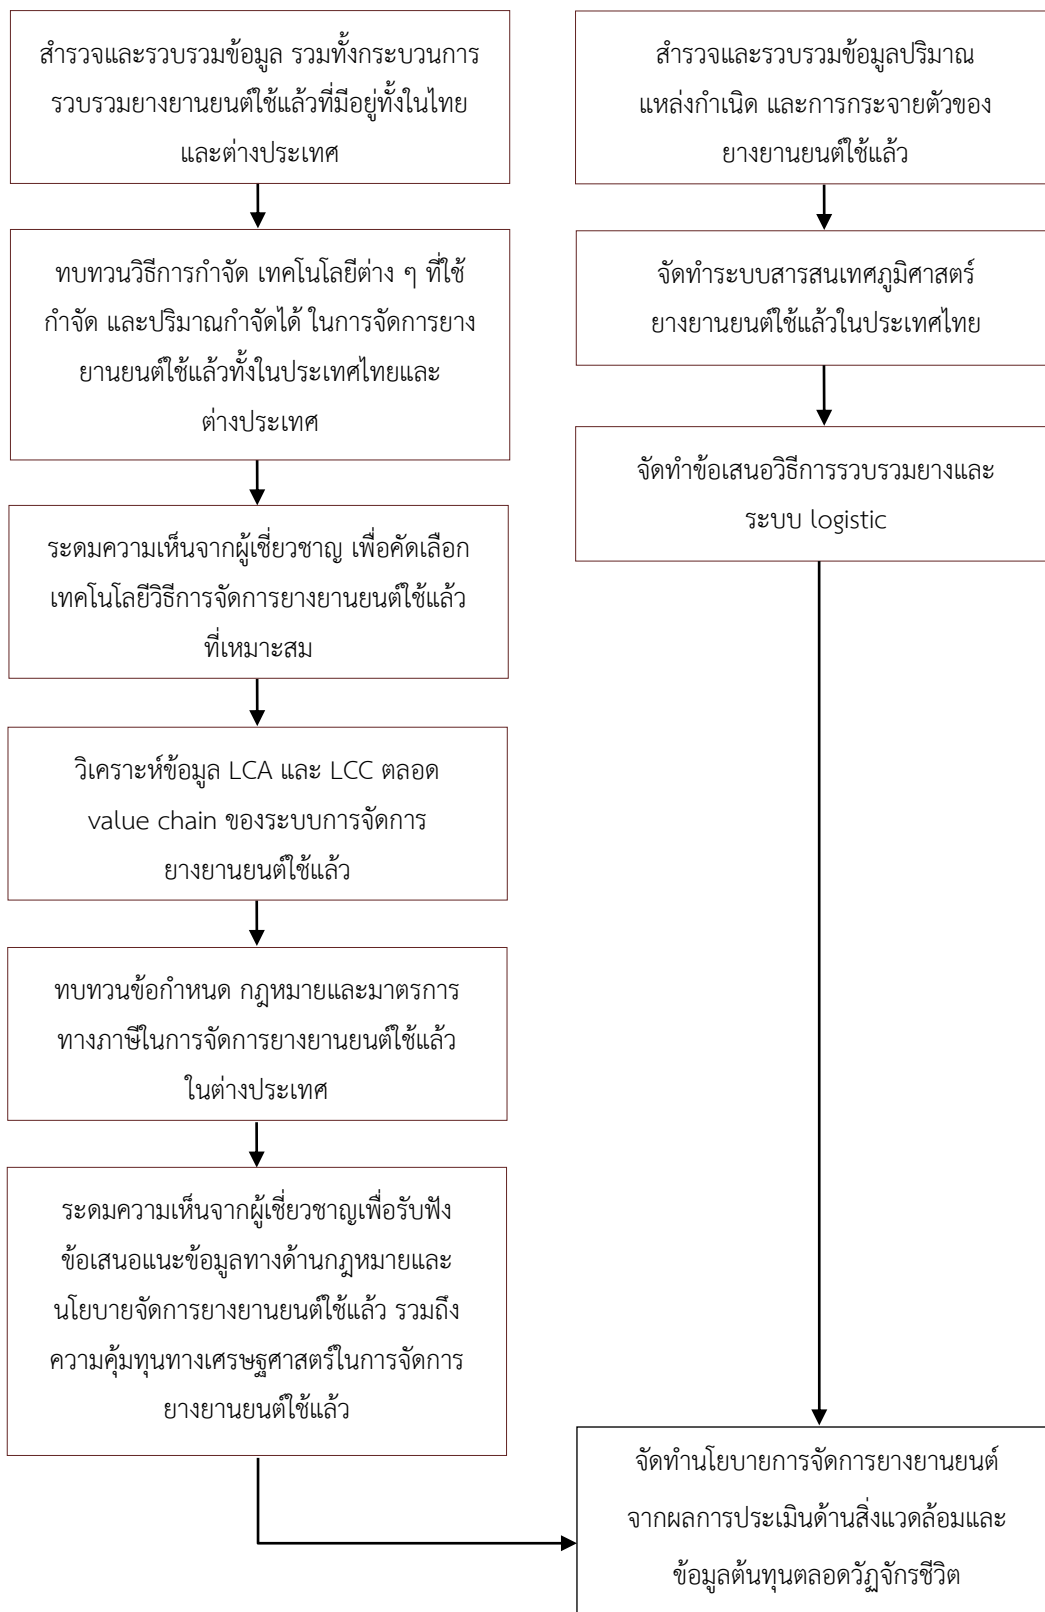 สำรวจและรวบรวมข้อมูล รวมทั้งกระบวนการ
รวบรวมยางยานยนต์ใช้แล้วที่มีอยู่ทั้งในไทย
และต่างประเทศ
ทบทวนวิธีการกำจัด เทคโนโลยีต่าง ๆ ที่ใช้
กำจัด และปริมาณกำจัดได้ ในการจัดการยาง
ยานยนต์ใช้แล้วทั้งในประเทศไทยและ
ต่างประเทศ
ระดมความเห็นจากผู้เชี่ยวชาญ เพื่อคัดเลือก
เทคโนโลยีวิธีการจัดการยางยานยนต์ใช้แล้ว
ที่เหมาะสม
วิเคราะห์ข้อมูล LCA และ LCC ตลอด
value chain ของระบบการจัดการ
ยางยานยนต์ใช้แล้ว
ทบทวนข้อกำหนด กฎหมายและมาตรการ
ทางภาษีในการจัดการยางยานยนต์ใช้แล้ว
ในต่างประเทศ
ระดมความเห็นจากผู้เชี่ยวชาญเพื่อรับฟัง
ข้อเสนอแนะข้อมูลทางด้านกฎหมายและ
นโยบายจัดการยางยานยนต์ใช้แล้ว รวมถึง
ความคุ้มทุนทางเศรษฐศาสตร์ในการจัดการ
ยางยานยนต์ใช้แล้ว
สำรวจและรวบรวมข้อมูลปริมาณ
แหล่งกำเนิด และการกระจายตัวของ
ยางยานยนต์ใช้แล้ว
จัดทำระบบสารสนเทศภูมิศาสตร์
ยางยานยนต์ใช้แล้วในประเทศไทย
จัดทำข้อเสนอวิธีการรวบรวมยางและ
ระบบ logistic
จัดทำนโยบายการจัดการยางยานยนต์
จากผลการประเมินด้านสิ่งแวดล้อมและ
ข้อมูลต้นทุนตลอดวัฏจักรชีวิต